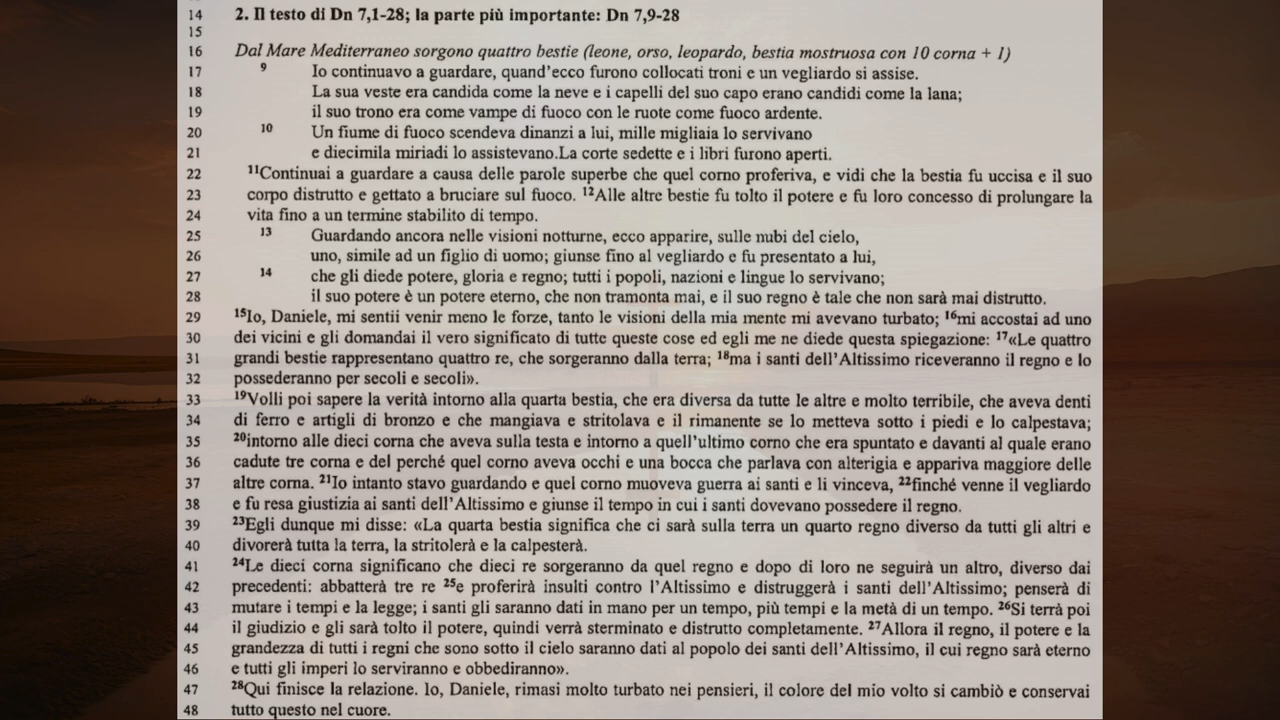 14 2. Il testo di Dn 7,1-28; la parte più importante: Dn 7,9-28
15
16 Dal Mare Mediterraneo sorgono quattro bestie (leone, orso, leopardo, bestia mostruosa con 10 corna + 1)
17 9 Io continuavo a guardare, quand'ecco furono collocati troni e un vegliardo si assise.
18 La sua veste era candida come la neve e i capelli del suo capo erano candidi come la lana;
19 il suo trono era come vampe di fuoco con le ruote come fuoco ardente.
20 10 Un fiume di fuoco scendeva dinanzi a lui, mille migliaia lo servivano
21 e diecimila miriadi lo assistevano.La corte sedette e i libri furono aperti.
22 11Continuai a guardare a causa delle parole superbe che quel corno proferiva, e vidi che la bestia fu uccisa e il suo
23 corpo distrutto e gettato a bruciare sul fuoco. 12Alle altre bestie fu tolto il potere e fu loro concesso di prolungare la
24 vita fino a un termine stabilito di tempo.
25 13 Guardando ancora nelle visioni notturne, ecco apparire, sulle nubi del cielo,
26 uno, simile ad un figlio di uomo; giunse fino al vegliardo e fu presentato a lui,
27 14 che gli diede potere, gloria e regno; tutti i popoli, nazioni e lingue lo servivano;
28 il suo potere è un potere eterno, che non tramonta mai, e il suo regno è tale che non sarà mai distrutto.
29 15Io, Daniele, mi sentii venir meno le forze, tanto le visioni della mia mente mi avevano turbato; 16mi accostai ad uno
30 dei vicini e gli domandai il vero significato di tutte queste cose ed egli me ne diede questa spiegazione: 17«Le quattro
31 grandi bestie rappresentano quattro re, che sorgeranno dalla terra; 18ma i santi dell'Altissimo riceveranno il regno e lo
32 possederanno per secoli e secoli».
33 19Volli poi sapere la verità intorno alla quarta bestia, che era diversa da tutte le altre e molto terribile, che aveva denti
34 di ferro e artigli di bronzo e che mangiava e stritolava e il rimanente se lo metteva sotto i piedi e lo calpestava;
35 20intorno alle dieci corna che aveva sulla testa e intorno a quell'ultimo corno che era spuntato e davanti al quale erano
36 cadute tre corna e del perché quel corno aveva occhi e una bocca che parlava con alterigia e appariva maggiore delle
37 altre corna. 21Io intanto stavo guardando e quel corno muoveva guerra ai santi e li vinceva, 22finché venne il vegliardo
38 e fu resa giustizia ai santi dell'Altissimo e giunse il tempo in cui i santi dovevano possedere il regno.
39 23Egli dunque mi disse: «La quarta bestia significa che ci sarà sulla terra un quarto regno diverso da tutti gli altri e
40 divorerà tutta la terra, la stritolerà e la calpesterà.
41 24Le dieci corna significano che dieci re sorgeranno da quel regno e dopo di loro ne seguirà un altro, diverso dai
42 precedenti: abbatterà tre re 25e proferirà insulti contro l'Altissimo e distruggerà i santi dell'Altissimo; penserà di
43 mutare i tempi e la legge; i santi gli saranno dati in mano per un tempo, più tempi e la metà di un tempo. 26Si terrà poi
44 il giudizio e gli sarà tolto il potere, quindi verrà sterminato e distrutto completamente. 27Allora il regno, il potere e la
45 grandezza di tutti i regni che sono sotto il cielo saranno dati al popolo dei santi dell'Altissimo, il cui regno sarà eterno
46 e tutti gli imperi lo serviranno e obbediranno».
47 28Qui finisce la relazione. Io, Daniele, rimasi molto turbato nei pensieri, il colore del mio volto si cambiò e conservai
48 tutto questo nel cuore.